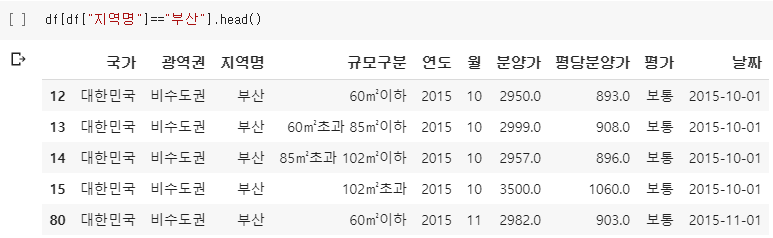 [ ] df[df["지역명"]=="부산"].head()
국가 광역권 지역명 규모구분 연도 월 분양가 평당분양가 평가 날짜
12 대한민국 비수도권 부산 60㎡이하 2015 10 2950.0 893.0 보통 2015-10-01
13 대한민국 비수도권 부산 60㎡초과 85㎡이하 2015 10 2999.0 908.0 보통 2015-10-01
14 대한민국 비수도권 부산 85㎡초과 102㎡이하 2015 10 2957.0 896.0 보통 2015-10-01
15 대한민국 비수도권 부산 102㎡초과 2015 10 3500.0 1060.0 보통 2015-10-01
80 대한민국 비수도권 부산 60㎡이하 2015 11 2982.0 903.0 보통 2015-11-01